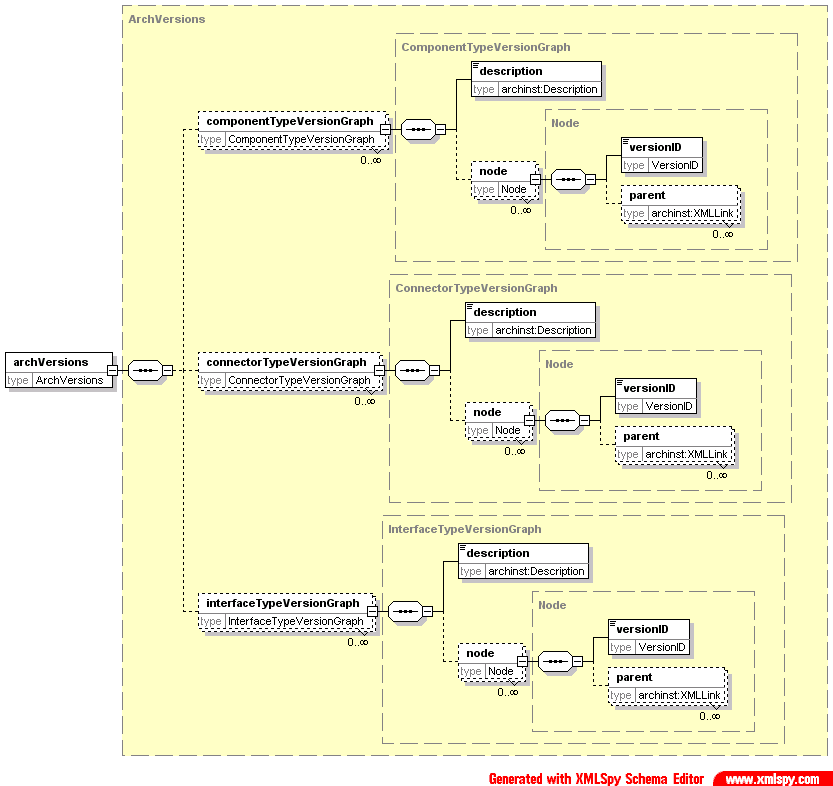 ArchVersions
ComponentTypeVersionGraph
description
type archinst:Description
componentTypeVersionGraph
type ComponentTypeVersionGraph
0..∞
Node
versionID
type VersionID
node
type Node
0..∞
parent
type archinst:XMLLink
0..∞
ConnectorTypeVersionGraph
description
type archinst:Description
archVersions
type ArchVersions
connectorTypeVersionGraph
type ConnectorTypeVersionGraph
0..∞
Node
versionID
type VersionID
node
type Node
0..∞
parent
type archinst:XMLLink
0..∞
InterfaceTypeVersionGraph
description
type archinst:Description
interfaceTypeVersionGraph
type InterfaceTypeVersionGraph
0..∞
Node
versionID
type VersionID
node
type Node
0..∞
parent
type archinst:XMLLink
0..∞
Generated with XMLSpy Schema Editor www.xmlspy.com